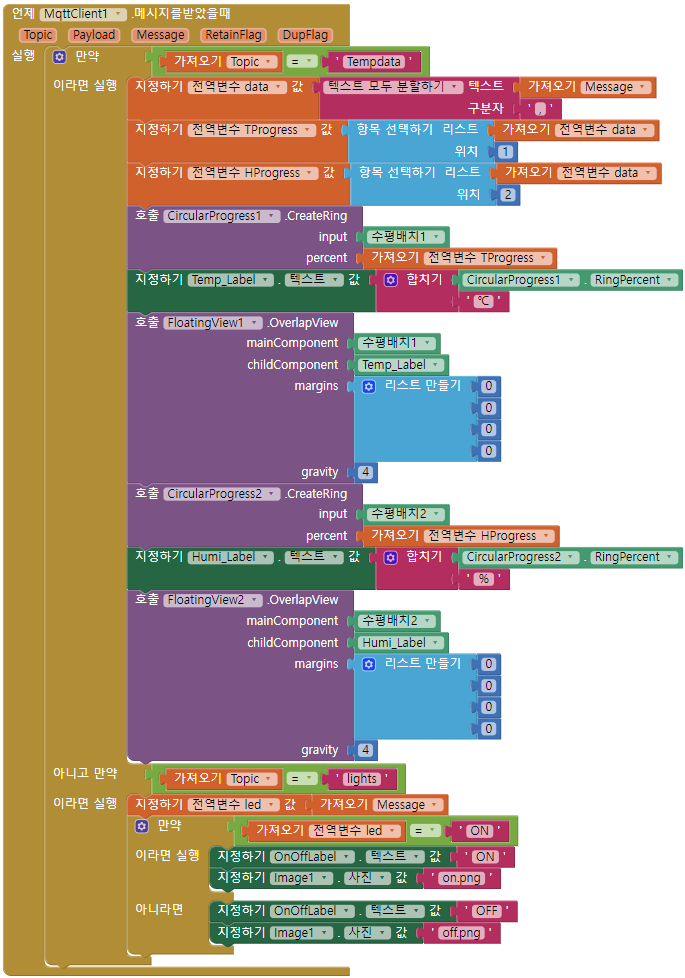 언제 MqttClient1 .메시지를받았을때
Topic Payload Message RetainFlag DupFlag
실행 만약 가져오기 Topic = ' Tempdata '
이라면 실행 지정하기 전역변수 data 값 텍스트 모두 분할하기 텍스트 가져오기 Message
구분자 ' , '
지정하기 전역변수 TProgress 값 항목 선택하기 리스트 가져오기 전역변수 data
위치 1
지정하기 전역변수 HProgress 값 항목 선택하기 리스트 가져오기 전역변수 data
위치 2
호출 CircularProgress1 .CreateRing
input 수평배치1
percent 가져오기 전역변수 TProgress
지정하기 Temp_Label . 텍스트 값 합치기 CircularProgress1 . RingPercent
' ℃ '
호출 FloatingView1 .OverlapView
mainComponent 수평배치1
childComponent Temp_Label
margins 리스트 만들기 0
0
0
0
gravity 4
호출 CircularProgress2 .CreateRing
input 수평배치2
percent 가져오기 전역변수 HProgress
지정하기 Humi_Label . 텍스트 값 합치기 CircularProgress2 . RingPercent
' % '
호출 FloatingView2 .OverlapView
mainComponent 수평배치2
childComponent Humi_Label
margins 리스트 만들기 0
0
0
0
gravity 4
아니고 만약 가져오기 Topic = ' lights '
이라면 실행 지정하기 전역변수 led 값 가져오기 Message
만약 가져오기 전역변수 led = ' ON '
이라면 실행 지정하기 OnOffLabel . 텍스트 값 ' ON '
지정하기 Image1 . 사진 값 ' on.png '
아니라면 지정하기 OnOffLabel . 텍스트 값 ' OFF '
지정하기 Image1 . 사진 값 ' off.png '